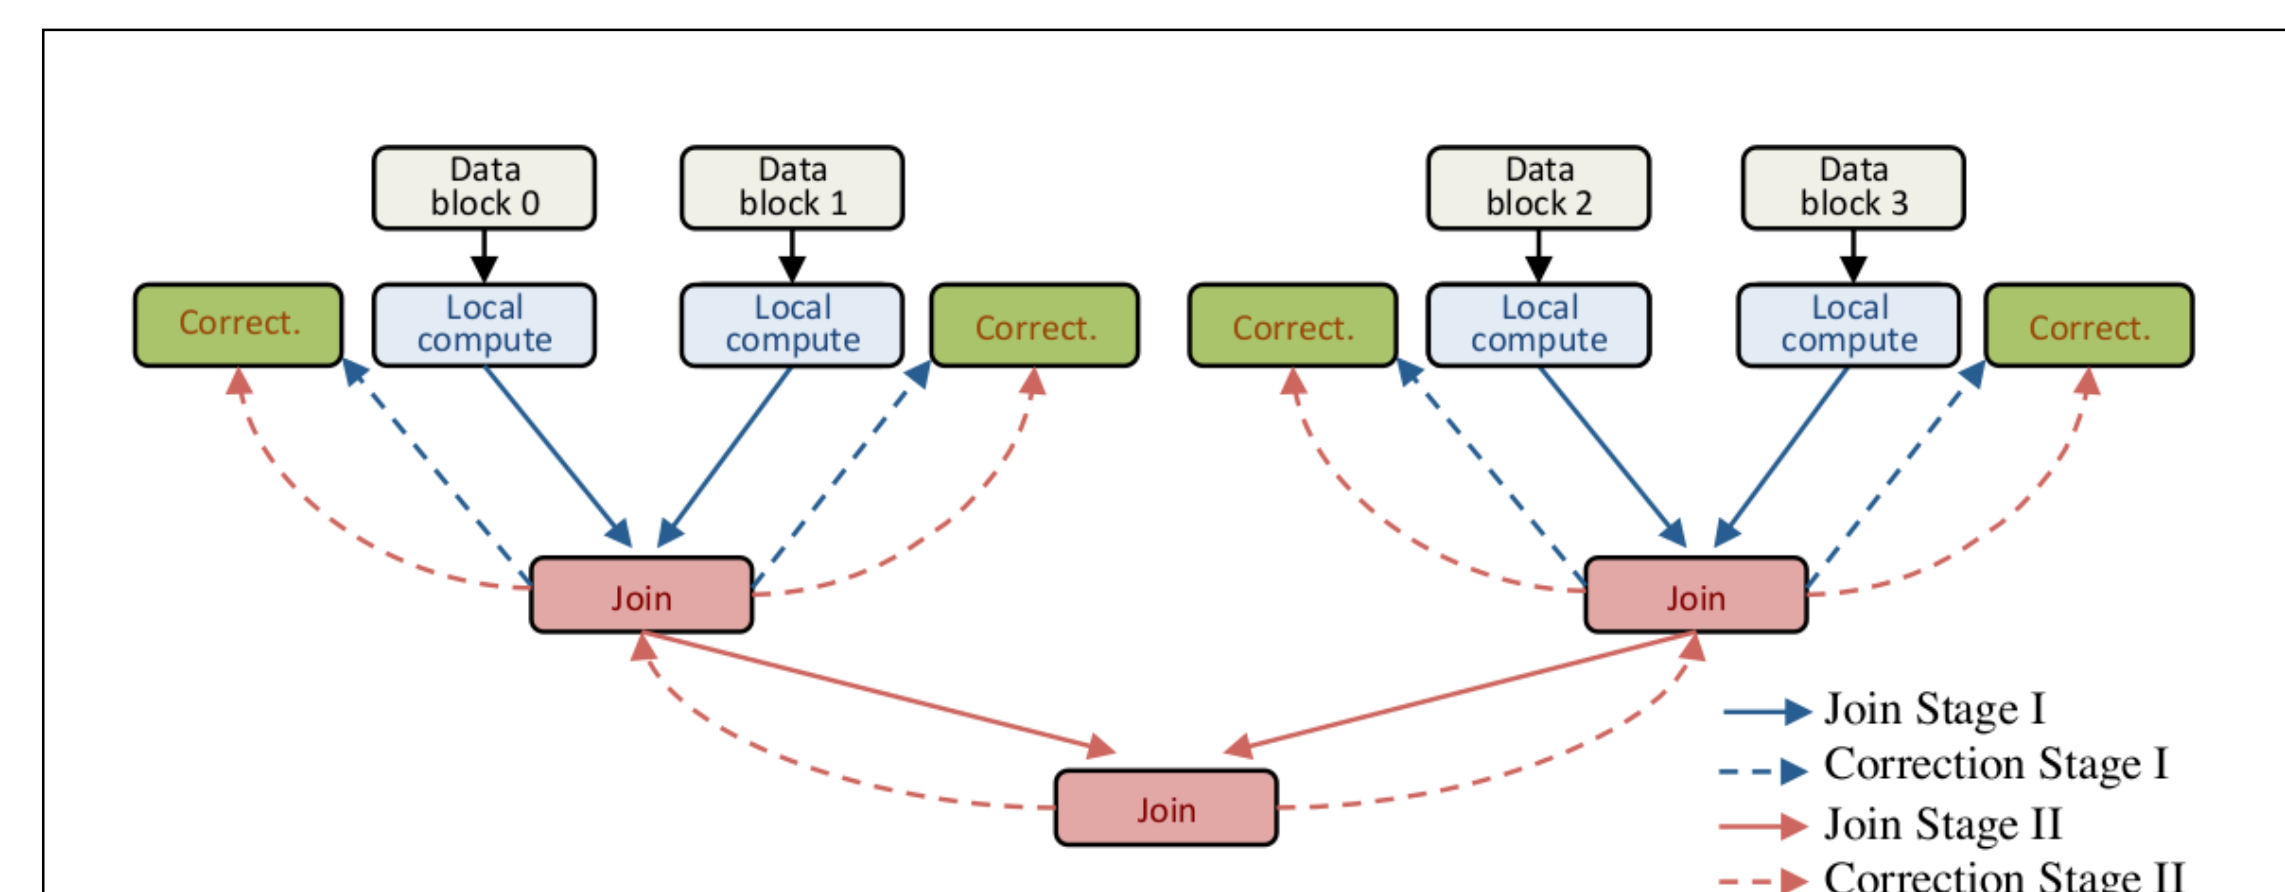 Data
block 0
Data
block 1
Data
block 2
Data
block 3
Correct.
Local
compute
Local
compute
Correct.
Correct.
Local
compute
Local
compute
Correct.
Join
Join
Join
Join Stage I
Correction Stage I
Join Stage II
Correction Stage II